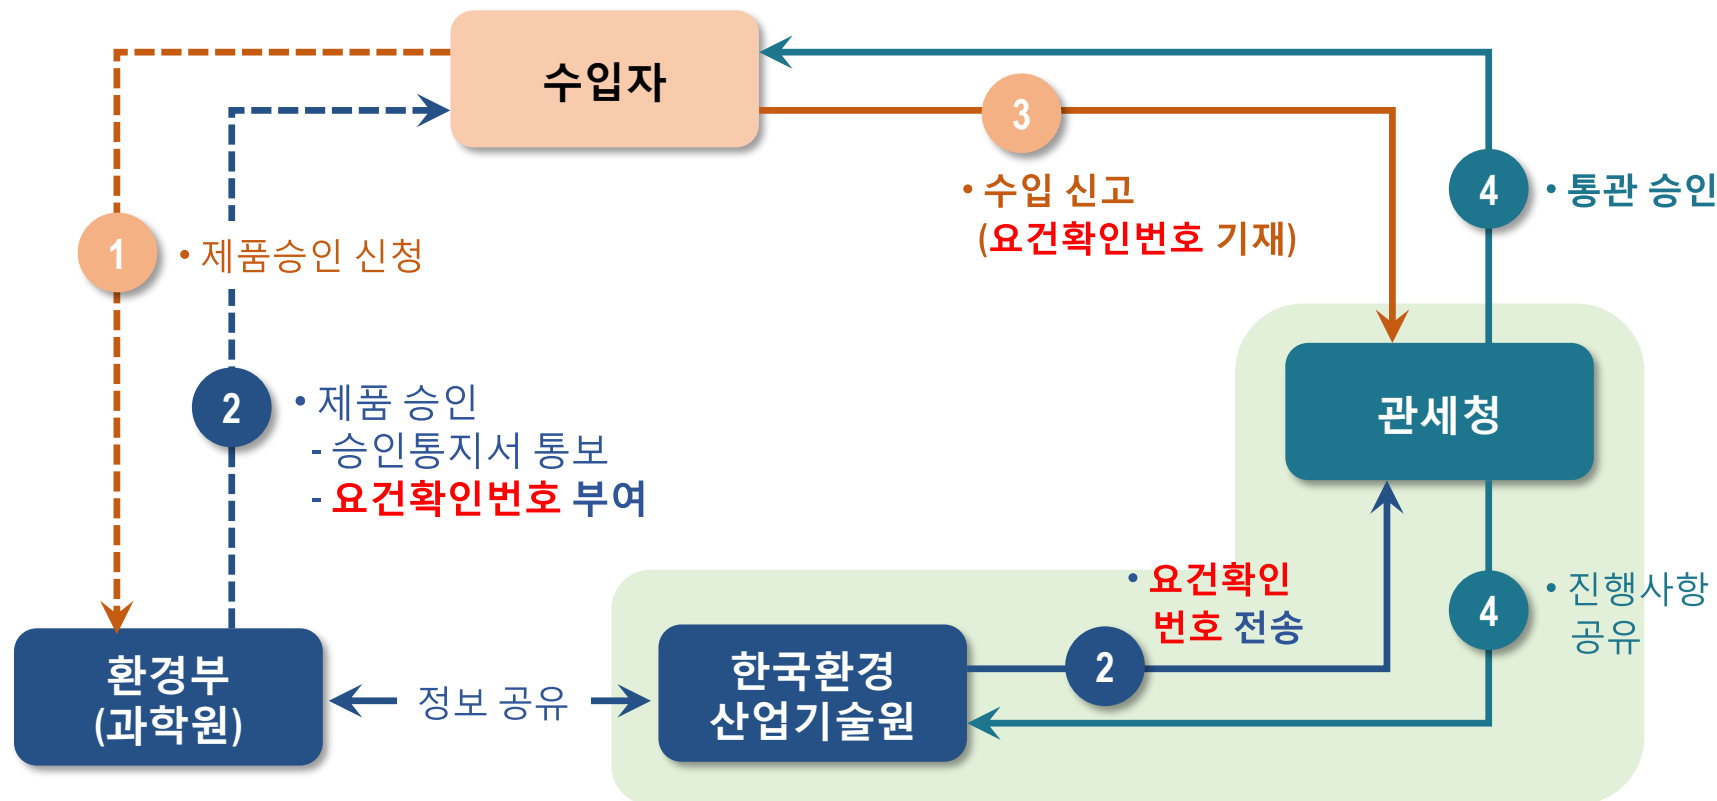 수입자
3
• 수입 신고
(요건확인번호 기재)
4
• 통관 승인
1
• 제품승인 신청
2
• 제품 승인
- 승인통지서 통보
- 요건확인번호 부여
관세청
• 요건확인
번호 전송
2
4
• 진행사항
공유
환경부
(과학원)
정보 공유
한국환경
산업기술원